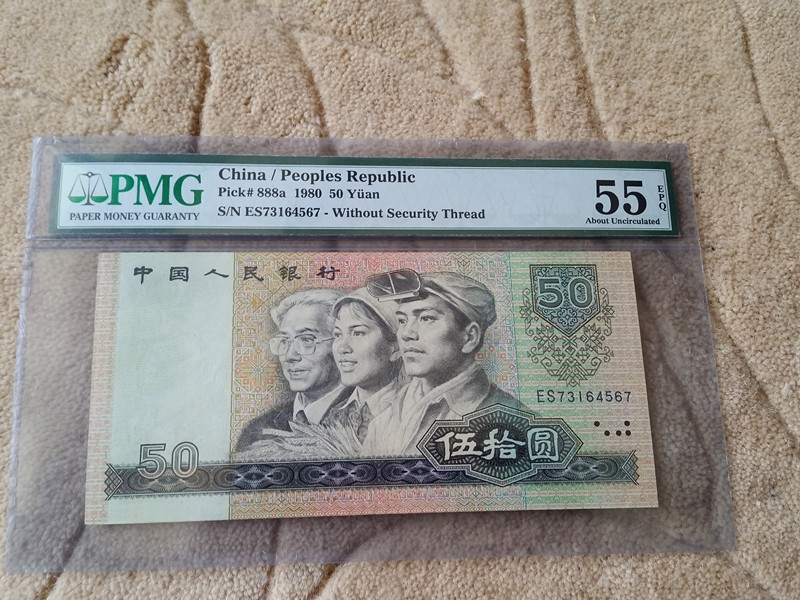 PMG
PAPER MONEY GUARANTY
China / Peoples Republic
Pick# 888a 1980 50 Yüan
S/N ES73164567 - Without Security Thread
55
EPQ
About Uncirculated
中国人民银行
50
ES73164567
50
伍拾圆